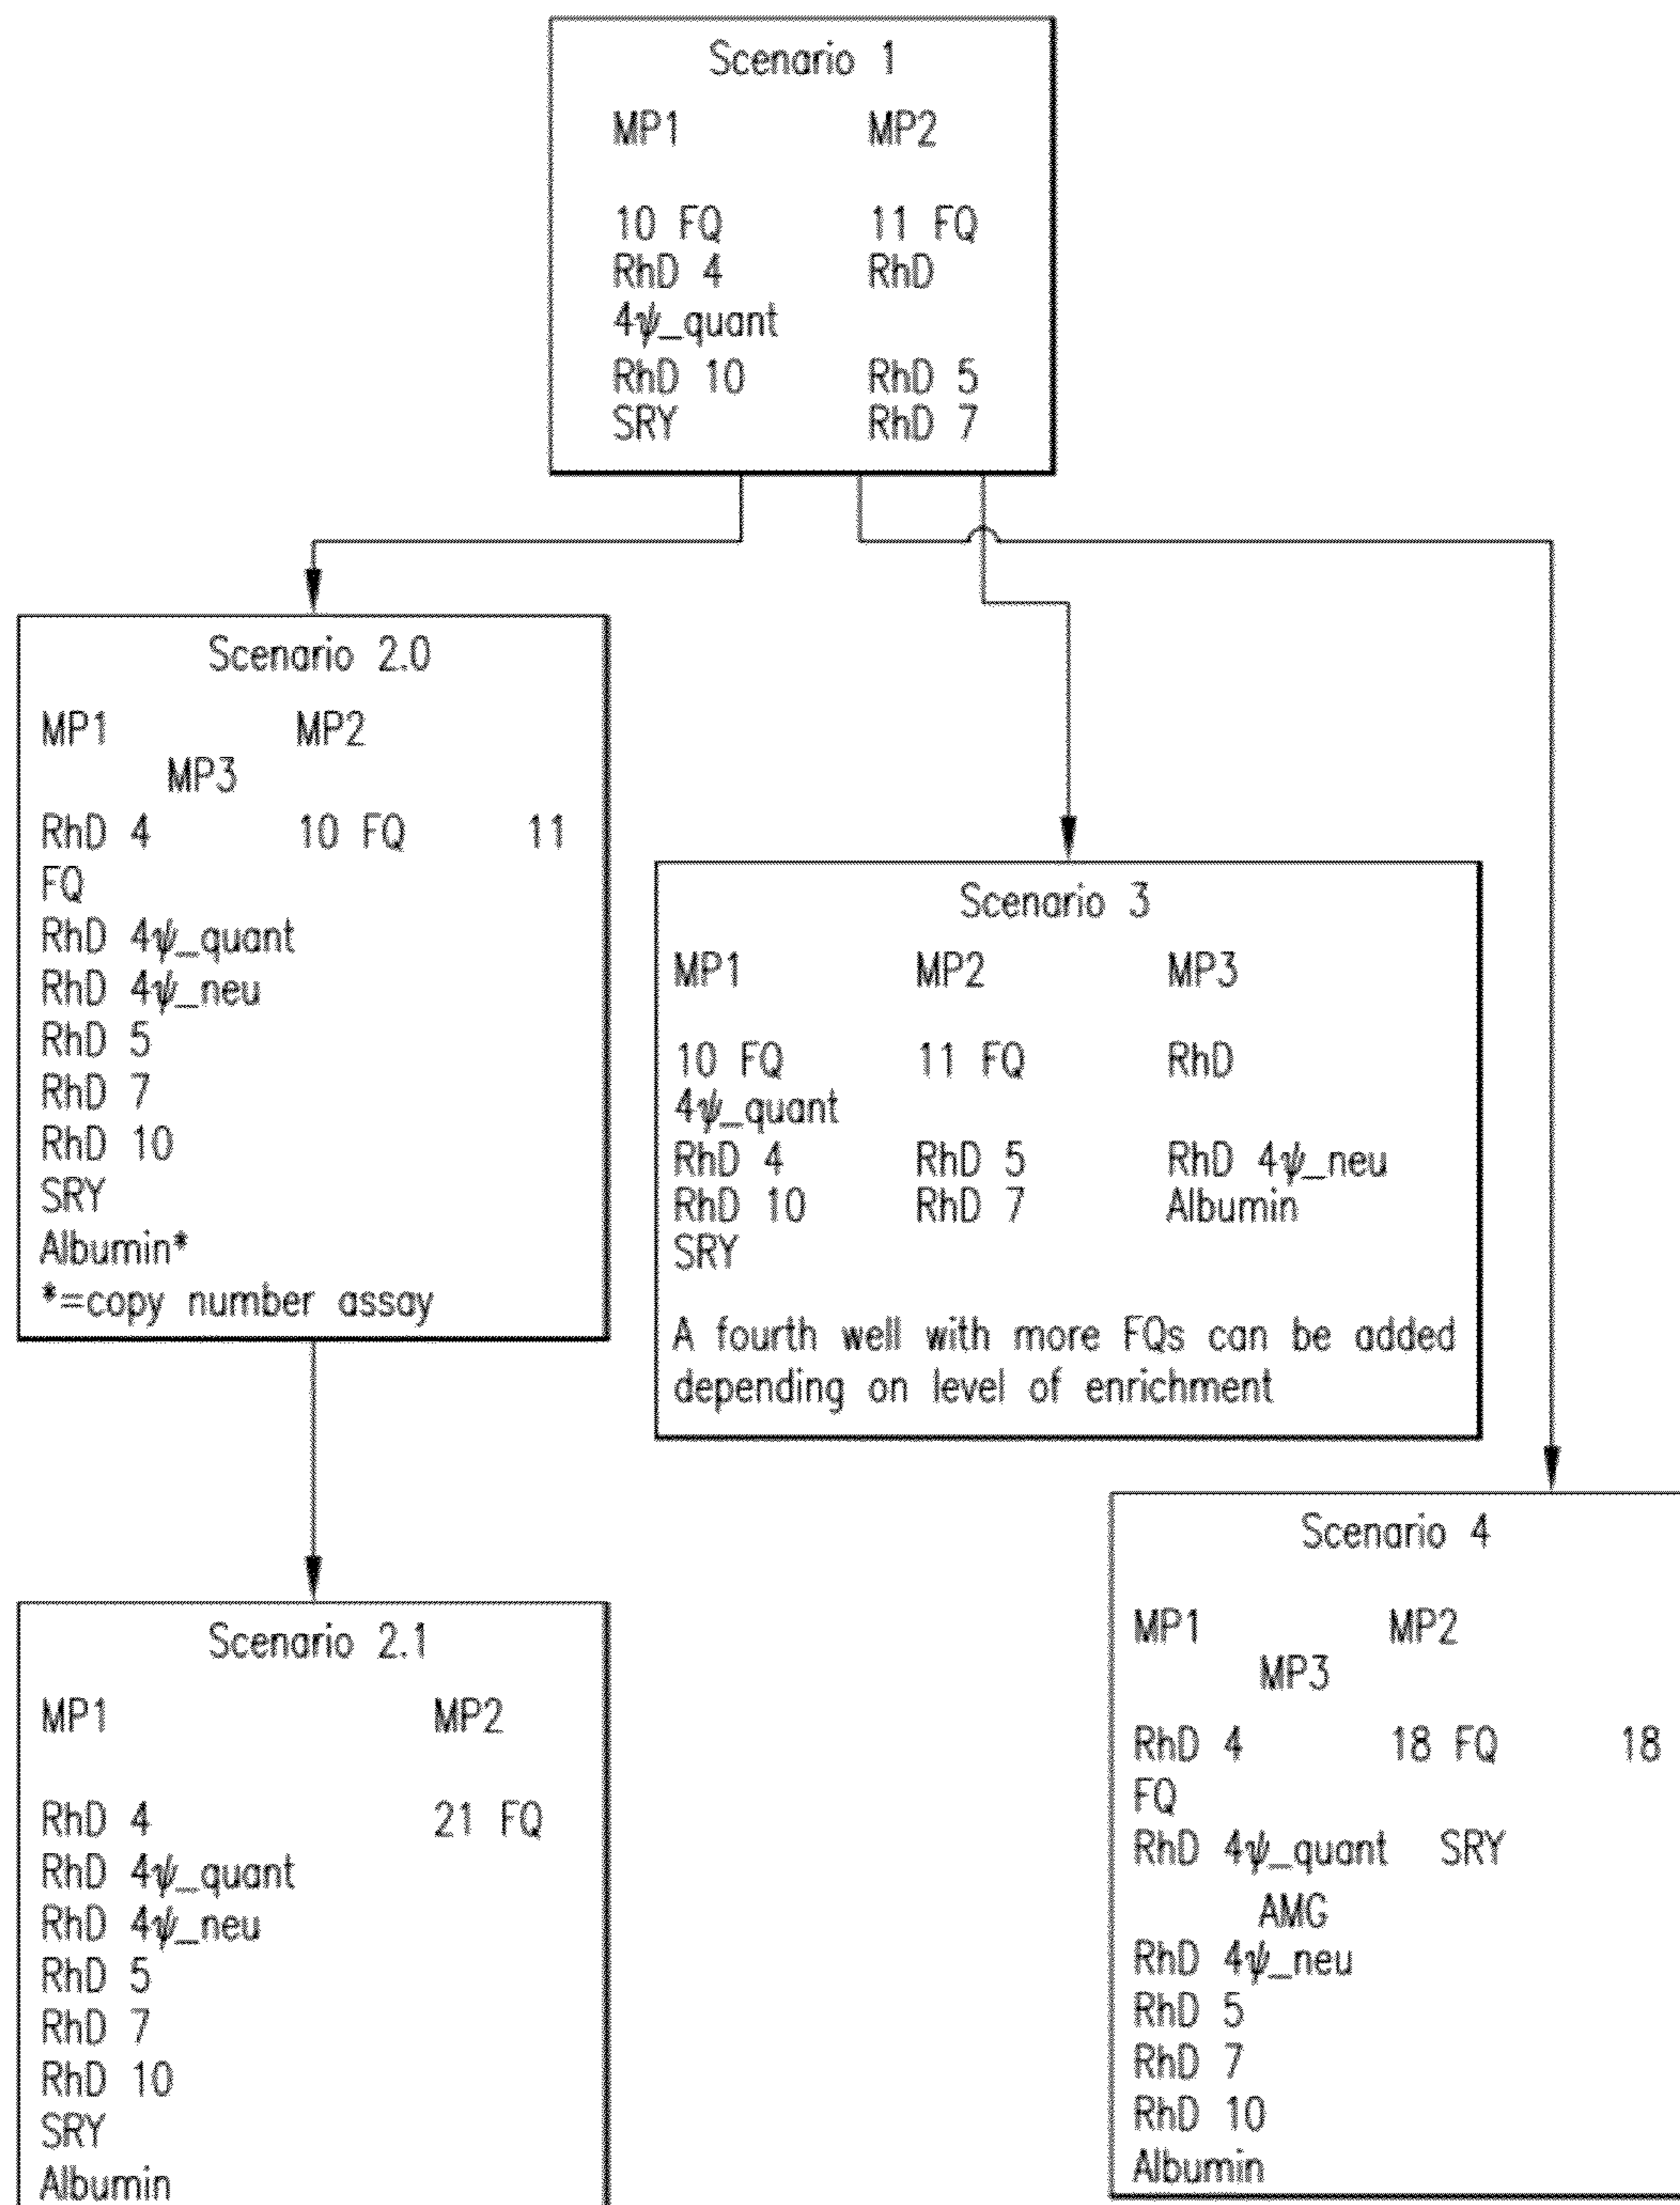 Scenario 1
MP1 MP2
10 FQ 11 FQ
RhD 4 RhD
4ψ_quant
RhD 10 RhD 5
SRY RhD 7
Scenario 2.0
MP1 MP2
MP3
RhD 4 10 FQ 11
FQ
RhD 4ψ_quant
RhD 4ψ_neu
RhD 5
RhD 7
RhD 10
SRY
Albumin*
*=copy number assay
Scenario 3
MP1 MP2 MP3
10 FQ 11 FQ RhD
4ψ_quant
RhD 4 RhD 5 RhD 4ψ_neu
RhD 10 RhD 7 Albumin
SRY
A fourth well with more FQs can be added
depending on level of enrichment
Scenario 2.1
MP1 MP2
RhD 4 21 FQ
RhD 4ψ_quant
RhD 4ψ_neu
RhD 5
RhD 7
RhD 10
SRY
Albumin
Scenario 4
MP1 MP2
MP3
RhD 4 18 FQ 18
FQ
RhD 4ψ_quant SRY
AMG
RhD 4ψ_neu
RhD 5
RhD 7
RhD 10
Albumin